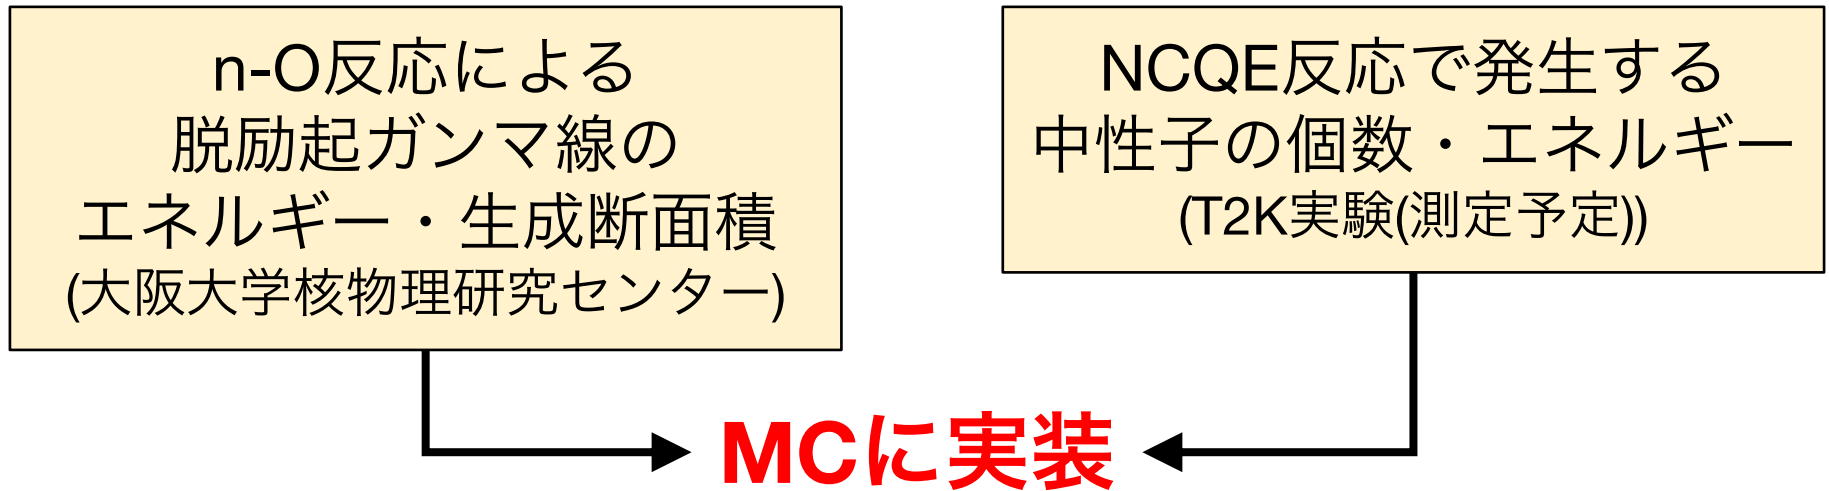 n-O反応による
脱励起ガンマ線の
エネルギー・生成断面積
(大阪大学核物理研究センター)
NCQE反応で発生する
中性子の個数・エネルギー
(T2K実験(測定予定))
MCに実装